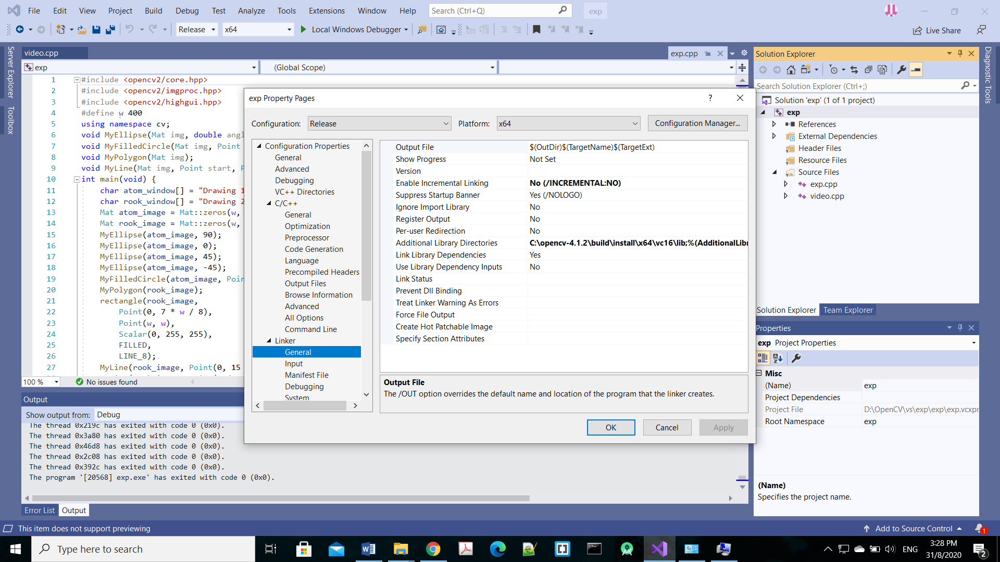 File Edit View Project Build Debug Test Analyze Tools Extensions Window Help Search (Ctrl+Q) exp
Release x64 Local Windows Debugger Live Share
Server Explorer
Toolbox
video.cpp exp.cpp
exp (Global Scope)
1 #include <opencv2/core.hpp>
2 #include <opencv2/imgproc.hpp>
3 #include <opencv2/highgui.hpp>
4 #define w 400
5 using namespace cv;
6 void MyEllipse(Mat img, double angl
7 void MyFilledCircle(Mat img, Point
8 void MyPolygon(Mat img);
9 void MyLine(Mat img, Point start, P
10 int main(void) {
11 char atom_window[] = "Drawing 1
12 char rook_window[] = "Drawing 2
13 Mat atom_image = Mat::zeros(w,
14 Mat rook_image = Mat::zeros(w,
15 MyEllipse(atom_image, 90);
16 MyEllipse(atom_image, 0);
17 MyEllipse(atom_image, 45);
18 MyEllipse(atom_image, -45);
19 MyFilledCircle(atom_image, Poin
20 MyPolygon(rook_image);
21 rectangle(rook_image,
22 Point(0, 7 * w / 8),
23 Point(w, w),
24 Scalar(0, 255, 255),
25 FILLED,
26 LINE_8);
27 MyLine(rook_image, Point(0, 15
100 % No issues found
Output
Show output from: Debug
The thread 0x219c has exited with code 0 (0x0).
The thread 0x3a80 has exited with code 0 (0x0).
The thread 0x46d8 has exited with code 0 (0x0).
The thread 0x2c08 has exited with code 0 (0x0).
The thread 0x392c has exited with code 0 (0x0).
The program '[20568] exp.exe' has exited with code 0 (0x0).
Error List Output
exp Property Pages ?
Configuration: Release Platform: x64 Configuration Manager...
Configuration Properties
General
Advanced
Debugging
VC++ Directories
C/C++
General
Optimization
Preprocessor
Code Generation
Language
Precompiled Headers
Output Files
Browse Information
Advanced
All Options
Command Line
Linker
General
Input
Manifest File
Debugging
System
Output File $(OutDir)$(TargetName)$(TargetExt)
Show Progress Not Set
Version
Enable Incremental Linking No (/INCREMENTAL:NO)
Suppress Startup Banner Yes (/NOLOGO)
Ignore Import Library No
Register Output No
Per-user Redirection No
Additional Library Directories C:\opencv-4.1.2\build\install\x64\vc16\lib;%(AdditionalLibr
Link Library Dependencies Yes
Use Library Dependency Inputs No
Link Status
Prevent Dll Binding
Treat Linker Warning As Errors
Force File Output
Create Hot Patchable Image
Specify Section Attributes
Output File
The /OUT option overrides the default name and location of the program that the linker creates.
OK Cancel Apply
Solution Explorer
Search Solution Explorer (Ctrl+;)
Solution 'exp' (1 of 1 project)
exp
References
External Dependencies
Header Files
Resource Files
Source Files
exp.cpp
video.cpp
Solution Explorer Team Explorer
Properties
exp Project Properties
Misc
(Name) exp
Project Dependencies
Project File D:\OpenCV\vs\exp\exp\exp.vcxpr
Root Namespace exp
(Name)
Specifies the project name.
Diagnostic Tools
This item does not support previewing Add to Source Control 1
Type here to search ENG 3:28 PM
31/8/2020 2